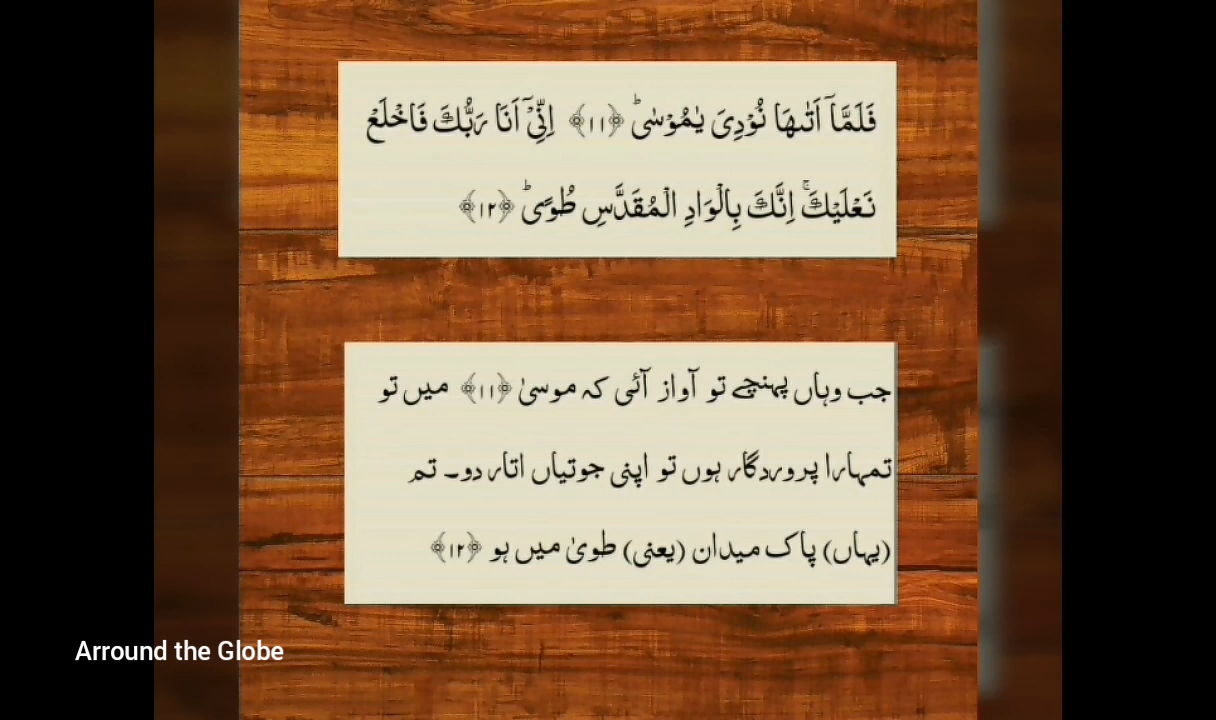 فَلَمَّاۤ اَتٰىهَا نُوْدِیَ یٰمُوْسٰیؕ ﴿۱۱﴾ اِنِّیْۤ اَنَا رَبُّكَ فَاخْلَعْ
نَعْلَیْكَۚ اِنَّكَ بِالْوَادِ الْمُقَدَّسِ طُوًیؕ ﴿۱۲﴾
جب وہاں پہنچے تو آواز آئی کہ موسیٰ ﴿۱۱﴾ میں تو
تمہارا پروردگار ہوں تو اپنی جوتیاں اتار دو۔ تم
(یہاں) پاک میدان (یعنی) طویٰ میں ہو ﴿۱۲﴾
Arround the Globe